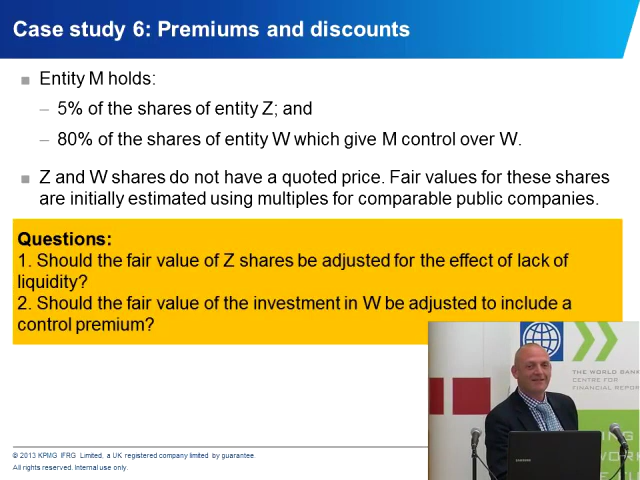 Case study 6: Premiums and discounts
Entity M holds:
– 5% of the shares of entity Z; and
– 80% of the shares of entity W which give M control over W.
Z and W shares do not have a quoted price. Fair values for these shares
are initially estimated using multiples for comparable public companies.
Questions:
1. Should the fair value of Z shares be adjusted for the effect of lack of
liquidity?
2. Should the fair value of the investment in W be adjusted to include a
control premium?
THE WORLD BANK
CENTRE FOR
FINANCIAL REPOR
SAMSUNG
© 2013 KPMG IFRG Limited, a UK registered company limited by guarantee.
All rights reserved. Internal use only.